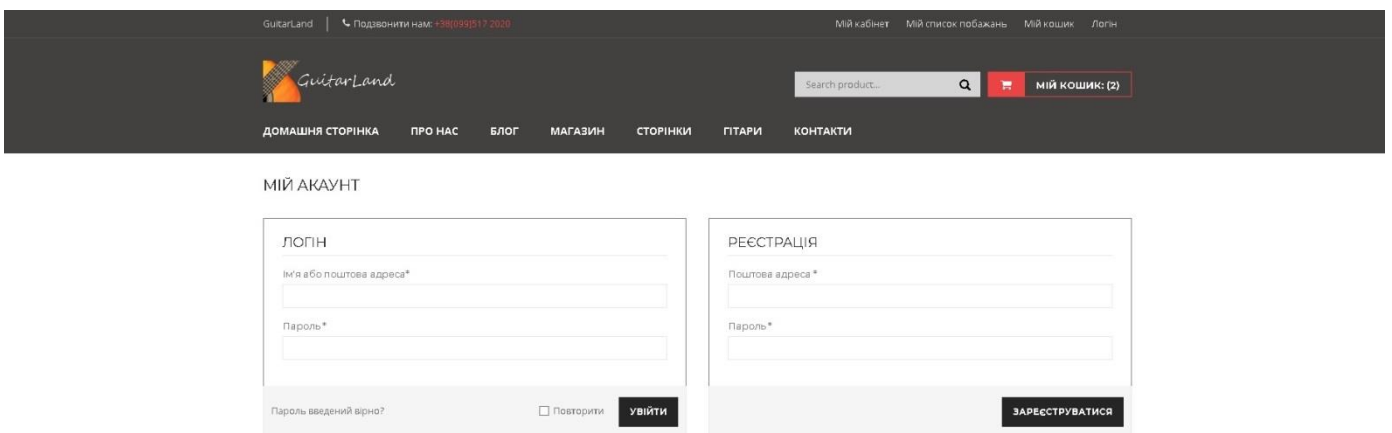 GuitarLand | Подзвонити нам: +38(099)517 2020 Мій кабінет Мій список побажань Мій кошик Логін
GuitarLand
Search product... МІЙ КОШИК: (2)
ДОМАШНЯ СТОРІНКА ПРО НАС БЛОГ МАГАЗИН СТОРІНКИ ГІТАРИ КОНТАКТИ
МІЙ АКАУНТ
ЛОГІН
Ім'я або поштова адреса*
Пароль*
Пароль введений вірно? Повторити УВІЙТИ
РЕЄСТРАЦІЯ
Поштова адреса *
Пароль*
ЗАРЕЄСТРУВАТИСЯ